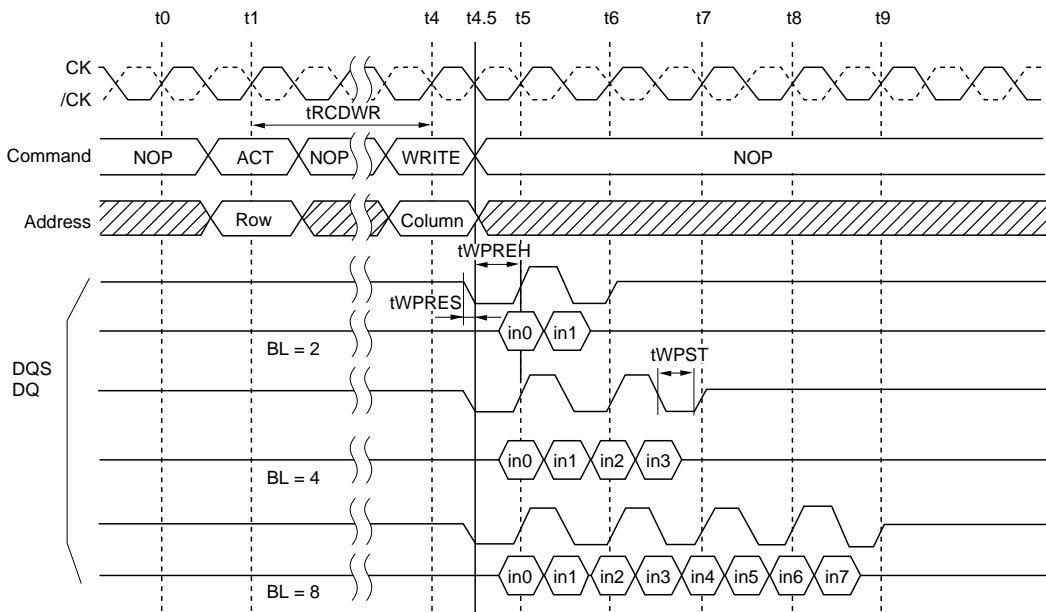 t0 t1 t4 t4.5 t5 t6 t7 t8 t9
CK
/CK
tRCDWR
Command NOP ACT NOP WRITE NOP
Address Row Column
tWPREH
tWPRES
in0 in1
BL = 2
tWPST
DQS
DQ
in0 in1 in2 in3
BL = 4
in0 in1 in2 in3 in4 in5 in6 in7
BL = 8